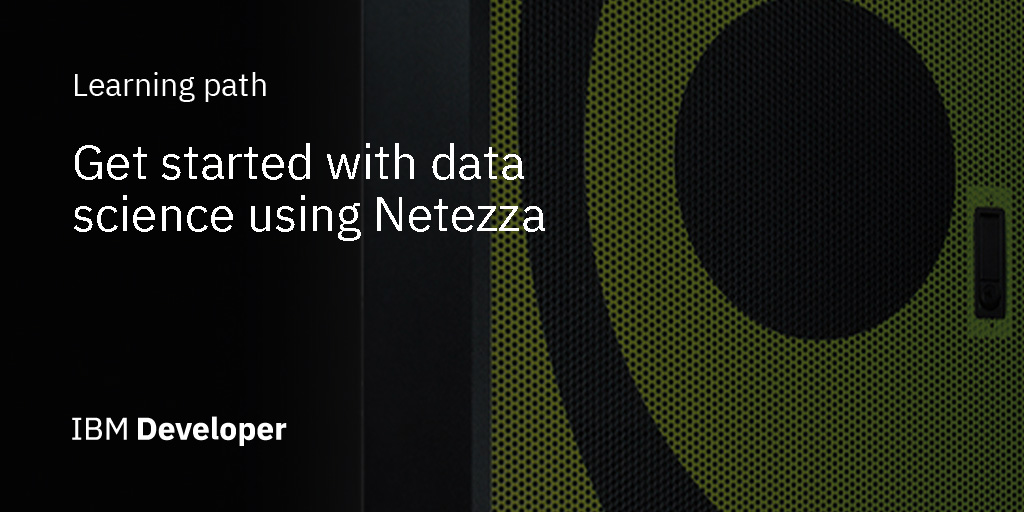 Learning path
Get started with data
science using Netezza
IBM Developer